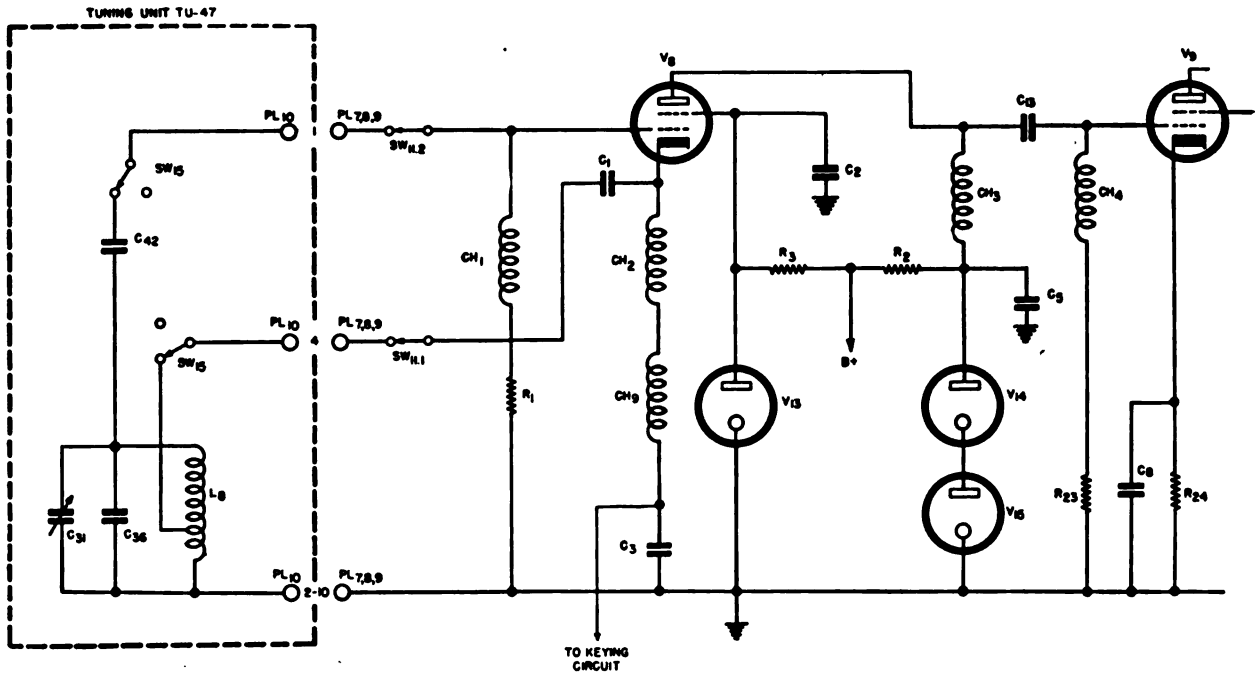 TUNING UNIT TU-47
V8
V9
PL10
1
PL7,8,9
SW11.2
C13
SW15
C1
C2
C42
CH1
CH2
CH3
CH4
R3
R2
PL10
4
PL7,8,9
C5
SW15
SW11.1
B+
R1
CH9
V13
V14
L8
C8
R23
R24
C31
C36
C3
V15
PL10
2-10
PL7,8,9
TO KEYING
CIRCUIT